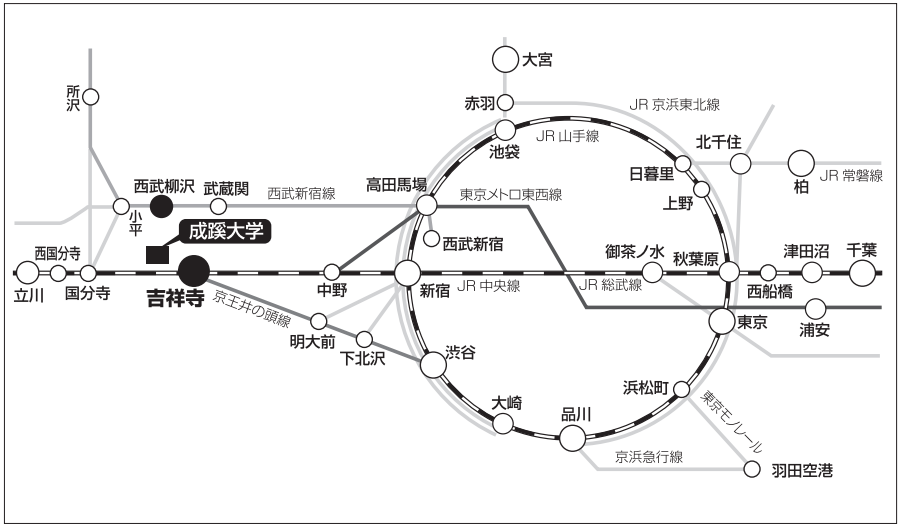 大宮
所沢
赤羽
JR 京浜東北線
JR 山手線
池袋
北千住
日暮里
柏
JR 常磐線
上野
西武柳沢
武蔵関
西武新宿線
高田馬場
東京メトロ東西線
小平
成蹊大学
西武新宿
西国分寺
御茶ノ水
秋葉原
津田沼
千葉
立川
国分寺
吉祥寺
中野
新宿
JR 中央線
JR 総武線
西船橋
京王井の頭線
明大前
下北沢
東京
浦安
渋谷
浜松町
大崎
品川
東京モノレール
京浜急行線
羽田空港